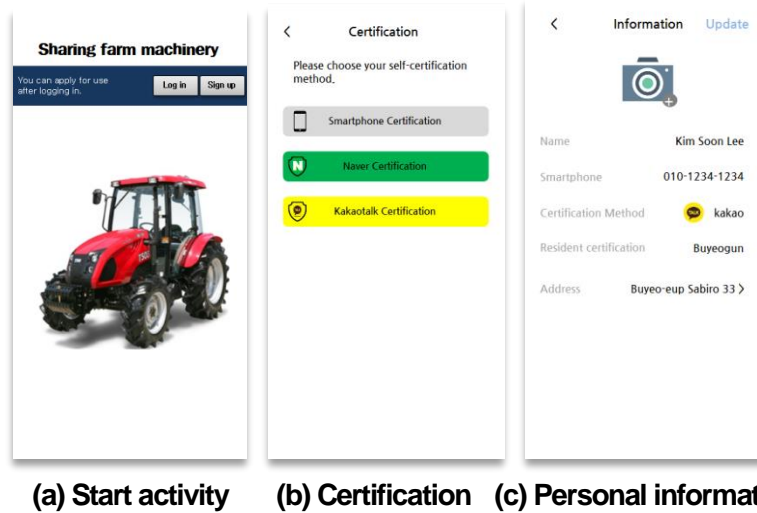 Sharing farm machinery
You can apply for use
after logging in.
Log in
Sign up
Certification
Please choose your self-certification
method.
Smartphone Certification
N
Naver Certification
TALK
Kakaotalk Certification
Information
Update
Name
Kim Soon Lee
Smartphone
010-1234-1234
Certification Method
TALK
kakao
Resident certification
Buyeogun
Address
Buyeo-eup Sabiro 33 >
(a) Start activity
(b) Certification
(c) Personal informat